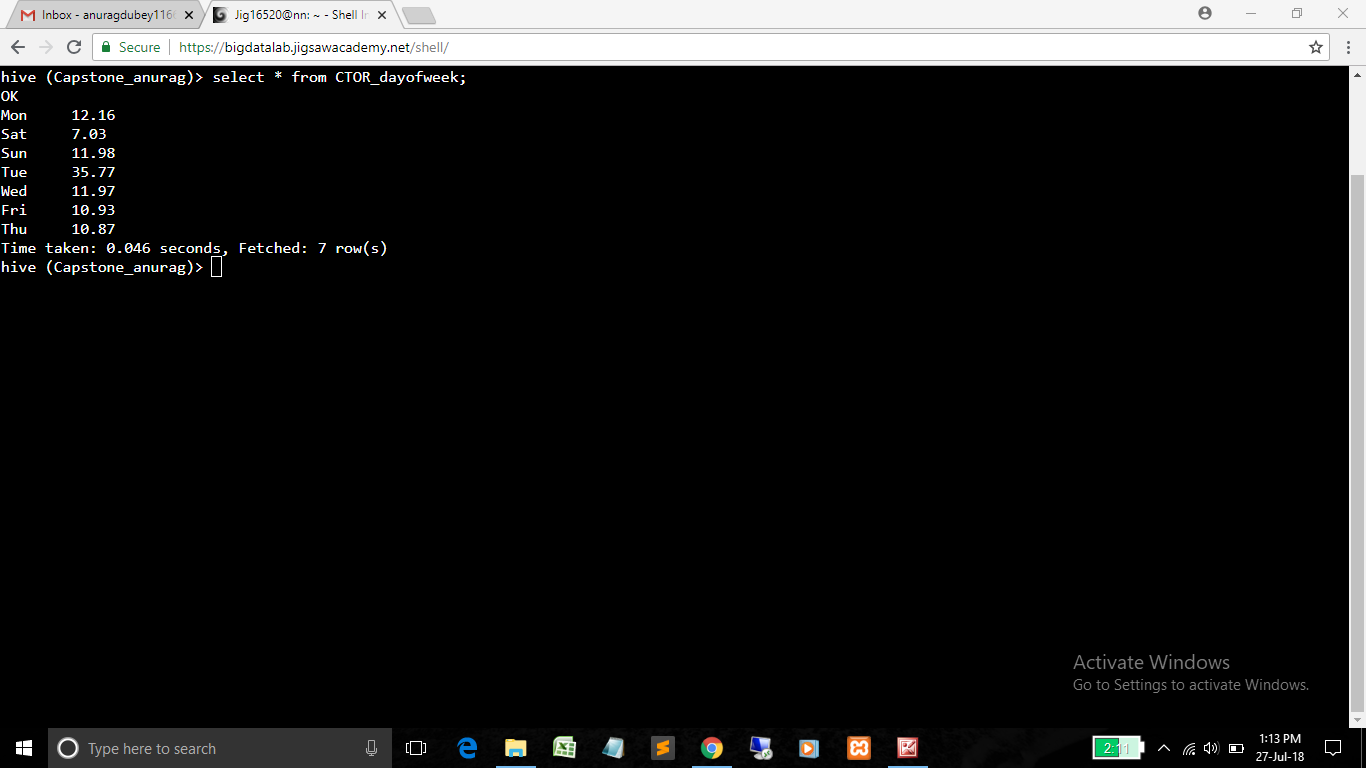 Inbox - anuragdubey116
Jig16520@nn: ~ - Shell In
Secure https://bigdatalab.jigsawacademy.net/shell/
hive (Capstone_anurag)> select * from CTOR_dayofweek;
OK
Mon 12.16
Sat 7.03
Sun 11.98
Tue 35.77
Wed 11.97
Fri 10.93
Thu 10.87
Time taken: 0.046 seconds, Fetched: 7 row(s)
hive (Capstone_anurag)>
Activate Windows
Go to Settings to activate Windows.
Type here to search
2:11
1:13 PM
27-Jul-18